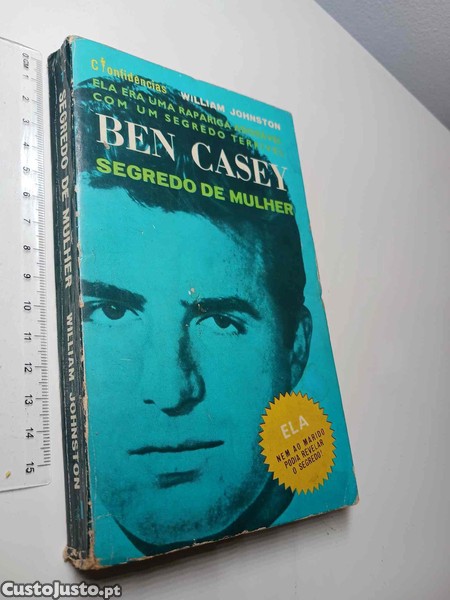 Confidências
WILLIAM JOHNSTON
ELA ERA UMA RAPARIGA
COM UM SEGREDO
BEN CASEY
SEGREDO DE MULHER
ELA
NEM AO MARIDO
PODIA REVELAR
O SEGREDO!
SEGREDO DE MULHER WILLIAM JOHNSTON
0 1 2 3 4 5 6 7 8 9 10 11 12 13 14 15
CustoJusto.pt